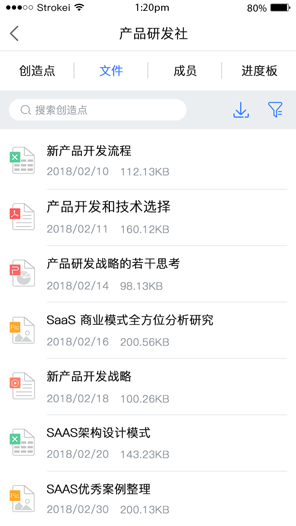 Strokei
1:20pm
80%
产品研发社
创造点
文件
成员
进度板
搜索创造点
新产品开发流程
2018/02/10 112.13KB
产品开发和技术选择
2018/02/11 160.12KB
产品研发战略的若干思考
2018/02/14 98.13KB
SaaS 商业模式全方位分析研究
2018/02/16 200.56KB
新产品开发战略
2018/02/18 100.26KB
SAAS架构设计模式
2018/02/20 143.23KB
SAAS优秀案例整理
2018/02/30 200.13KB